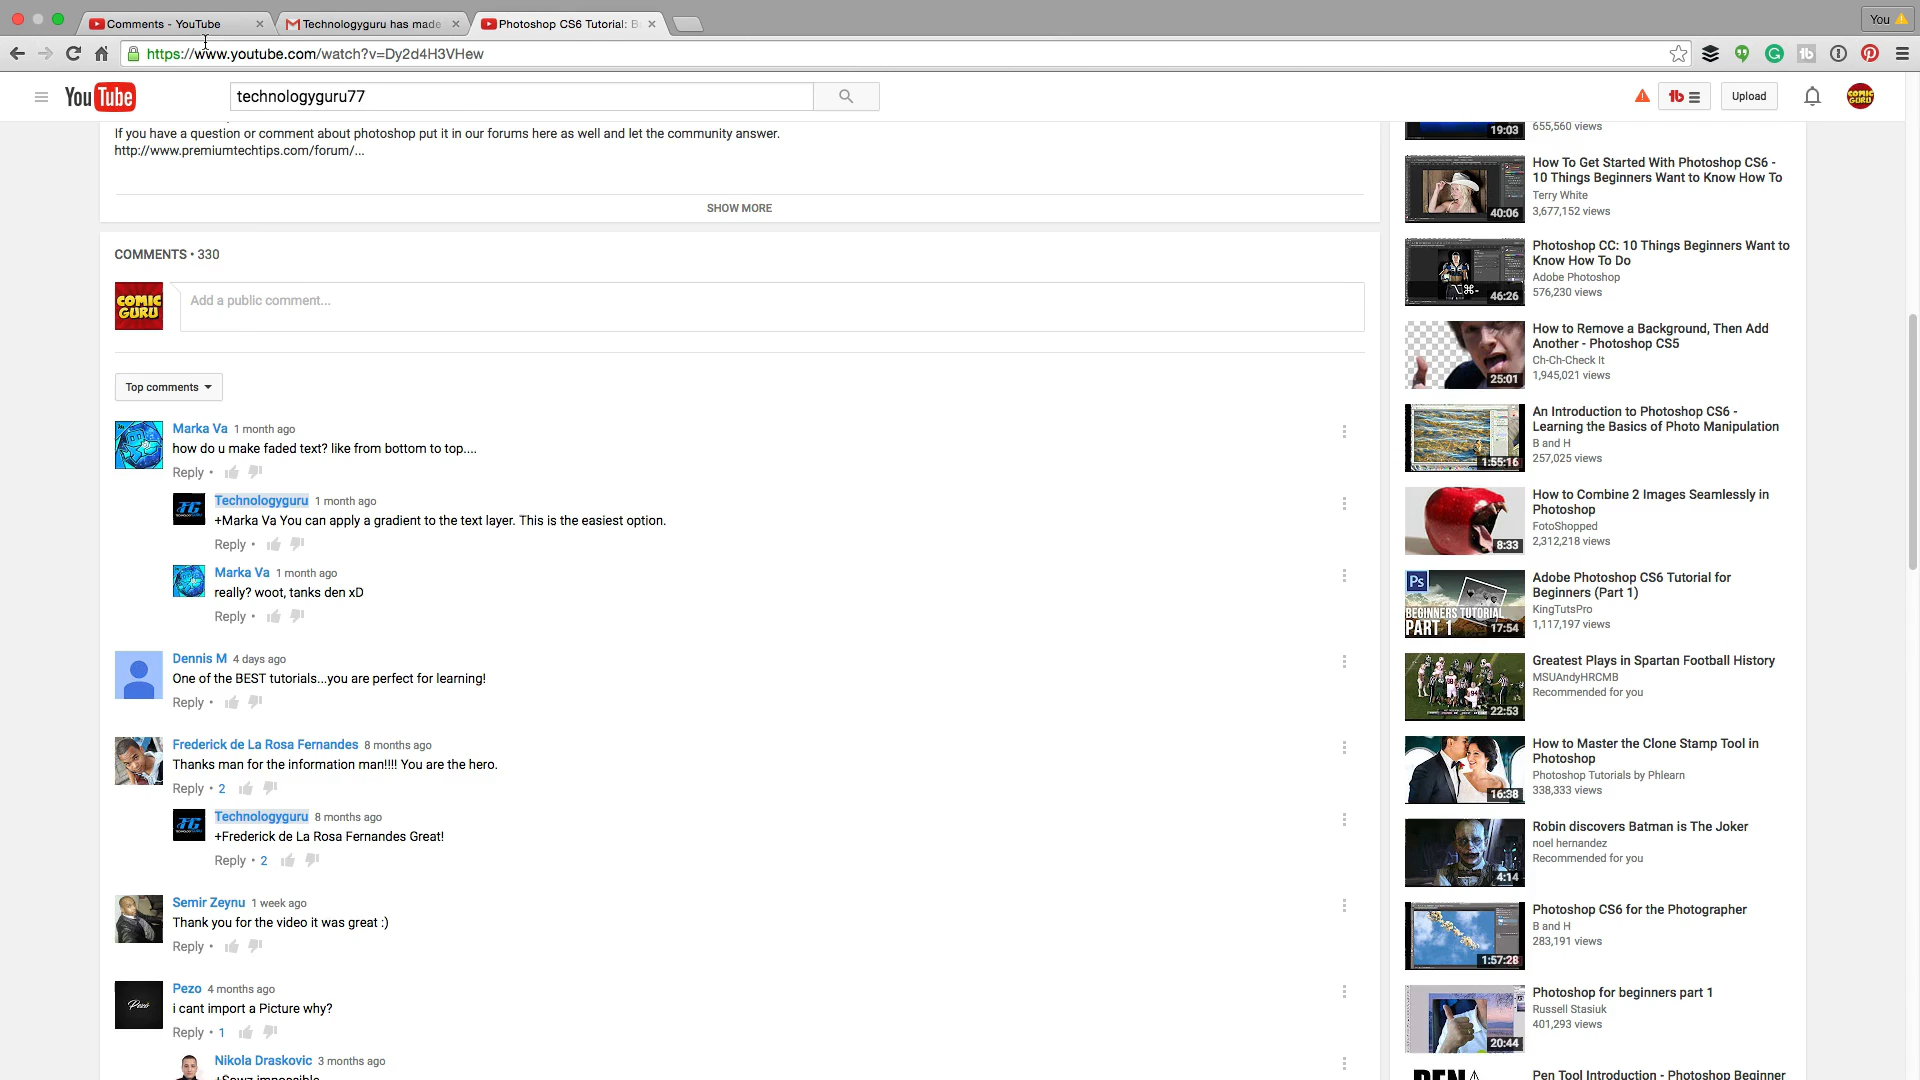 Comments - YouTube
Technologyguru has made
Photoshop CS6 Tutorial: B
You
https://www.youtube.com/watch?v=Dy2d4H3VHew
YouTube
technologyguru77
Upload
COMIC GURU
If you have a question or comment about photoshop put it in our forums here as well and let the community answer.
http://www.premiumtechtips.com/forum/...
SHOW MORE
COMMENTS • 330
COMIC
GURU
Add a public comment...
Top comments
Marka Va 1 month ago
how do u make faded text? like from bottom to top....
Reply •
Technologyguru 1 month ago
+Marka Va You can apply a gradient to the text layer. This is the easiest option.
Reply •
Marka Va 1 month ago
really? woot, tanks den xD
Reply •
Dennis M 4 days ago
One of the BEST tutorials...you are perfect for learning!
Reply •
Frederick de La Rosa Fernandes 8 months ago
Thanks man for the information man!!!! You are the hero.
Reply • 2
Technologyguru 8 months ago
+Frederick de La Rosa Fernandes Great!
Reply • 2
Semir Zeynu 1 week ago
Thank you for the video it was great :)
Reply •
Pezo 4 months ago
i cant import a Picture why?
Reply • 1
Nikola Draskovic 3 months ago
19:03
655,560 views
How To Get Started With Photoshop CS6 -
10 Things Beginners Want to Know How To
Terry White
3,677,152 views
40:06
Photoshop CC: 10 Things Beginners Want to
Know How To Do
Adobe Photoshop
576,230 views
46:26
How to Remove a Background, Then Add
Another - Photoshop CS5
Ch-Ch-Check It
1,945,021 views
25:01
An Introduction to Photoshop CS6 -
Learning the Basics of Photo Manipulation
B and H
257,025 views
1:55:16
How to Combine 2 Images Seamlessly in
Photoshop
FotoShopped
2,312,218 views
8:33
Ps
BEGINNERS TUTORIAL
PART 1
17:54
Adobe Photoshop CS6 Tutorial for
Beginners (Part 1)
KingTutsPro
1,117,197 views
Greatest Plays in Spartan Football History
MSUAndyHRCMB
Recommended for you
22:53
How to Master the Clone Stamp Tool in
Photoshop
Photoshop Tutorials by Phlearn
338,333 views
16:38
Robin discovers Batman is The Joker
noel hernandez
Recommended for you
4:14
Photoshop CS6 for the Photographer
B and H
283,191 views
1:57:28
Photoshop for beginners part 1
Russell Stasiuk
401,293 views
20:44
Pen Tool Introduction - Photoshop Beginner